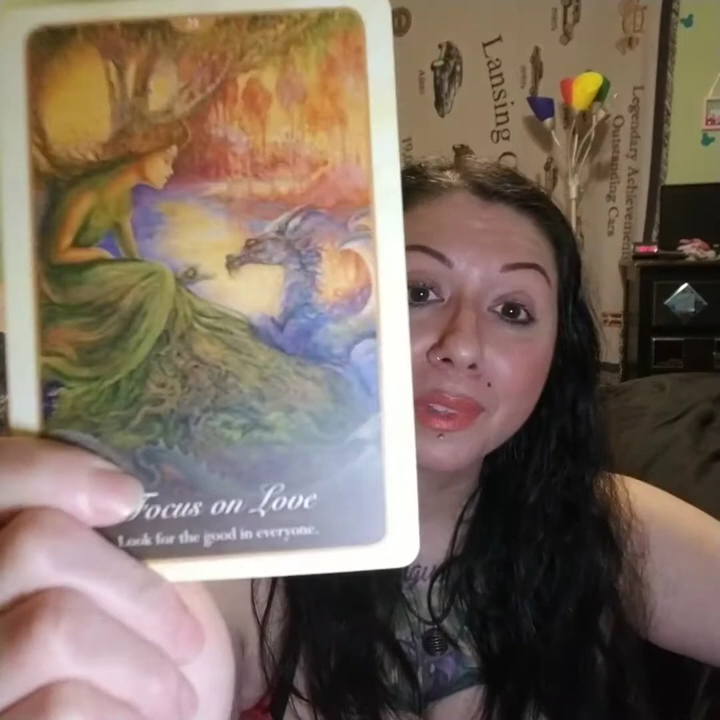 Focus on Love
Look for the good in everyone.
Lansing
Legendary Achievements
Outstanding Cars